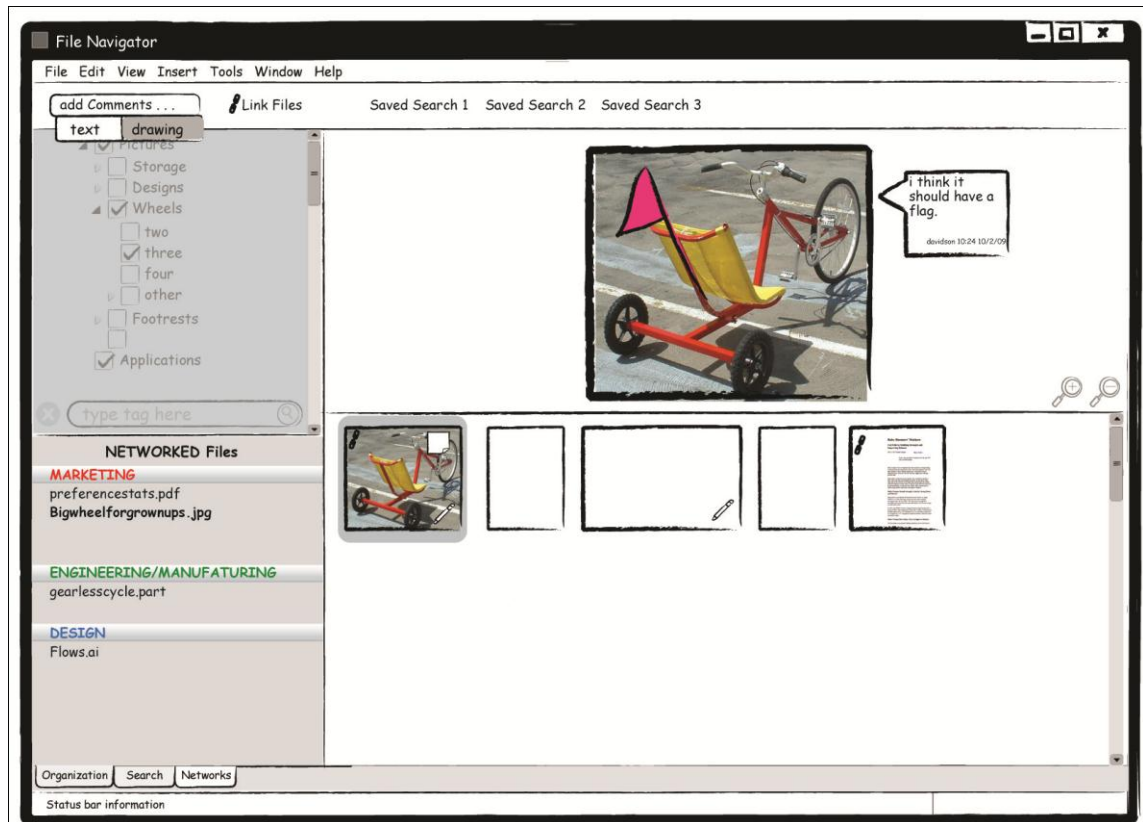 File Navigator
File Edit View Insert Tools Window Help
add Comments . . .
Link Files
Saved Search 1 Saved Search 2 Saved Search 3
text drawing
Pictures
Storage
Designs
Wheels
two
three
four
other
Footrests
Applications
type tag here
i think it
should have a
flag.
davidson 10:24 10/2/09
NETWORKED Files
MARKETING
preferencestats.pdf
Bigwheelforgrownups.jpg
ENGINEERING/MANUFATURING
gearlesscycle.part
DESIGN
Flows.ai
Organization Search Networks
Status bar information